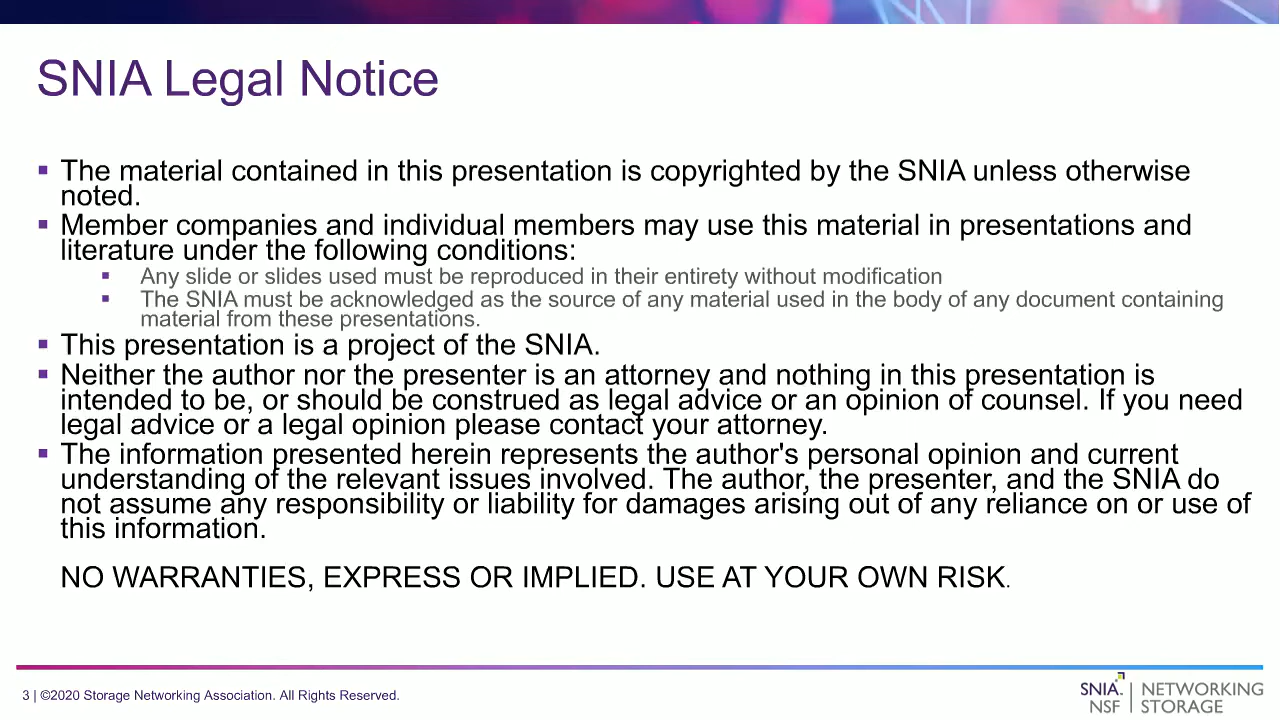 SNIA Legal Notice
▪ The material contained in this presentation is copyrighted by the SNIA unless otherwise
noted.
▪ Member companies and individual members may use this material in presentations and
literature under the following conditions:
▪ Any slide or slides used must be reproduced in their entirety without modification
▪ The SNIA must be acknowledged as the source of any material used in the body of any document containing
material from these presentations.
▪ This presentation is a project of the SNIA.
▪ Neither the author nor the presenter is an attorney and nothing in this presentation is
intended to be, or should be construed as legal advice or an opinion of counsel. If you need
legal advice or a legal opinion please contact your attorney.
▪ The information presented herein represents the author's personal opinion and current
understanding of the relevant issues involved. The author, the presenter, and the SNIA do
not assume any responsibility or liability for damages arising out of any reliance on or use of
this information.
NO WARRANTIES, EXPRESS OR IMPLIED. USE AT YOUR OWN RISK.
3 | ©2020 Storage Networking Association. All Rights Reserved.
SNIA. | NETWORKING
NSF | STORAGE